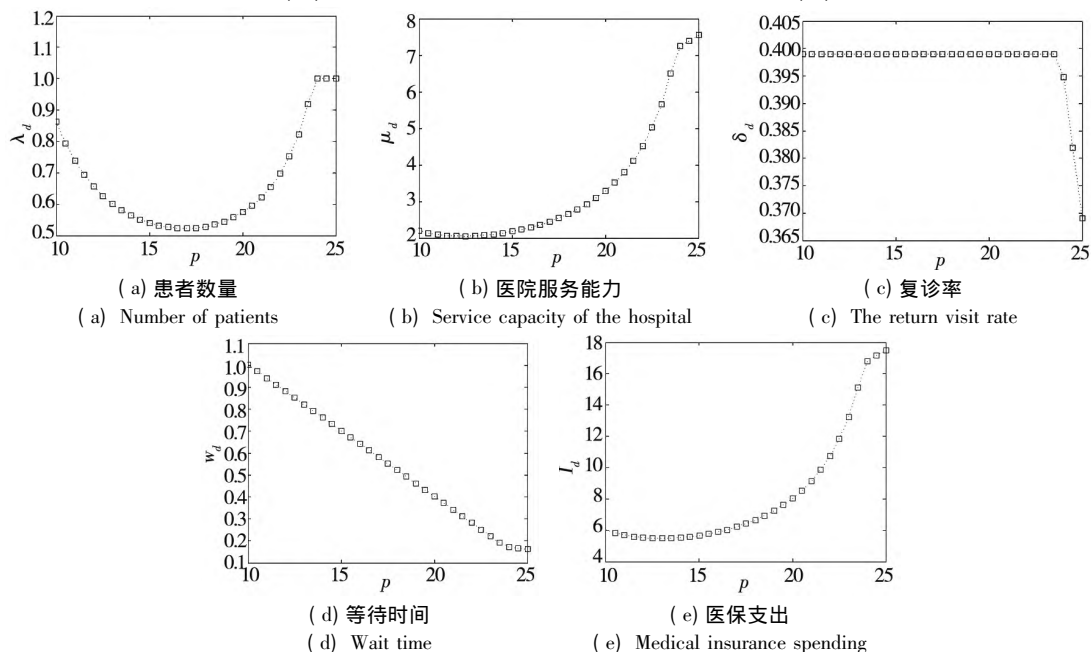 1.2
1.1
1.0
0.9
0.8
0.7
0.6
0.5
λ_d
10 15 20 25
p
8
7
6
5
4
3
2
μ_d
10 15 20 25
p
0.405
0.400
0.395
0.390
0.385
0.380
0.375
0.370
0.365
δ_d
10 15 20 25
p
( a) 患者数量
( a) Number of patients
( b) 医院服务能力
( b) Service capacity of the hospital
( c) 复诊率
( c) The return visit rate
1.1
1.0
0.9
0.8
0.7
0.6
0.5
0.4
0.3
0.2
0.1
w_d
10 15 20 25
p
18
16
14
12
10
8
6
4
I_d
10 15 20 25
p
( d) 等待时间
( d) Wait time
( e) 医保支出
( e) Medical insurance spending